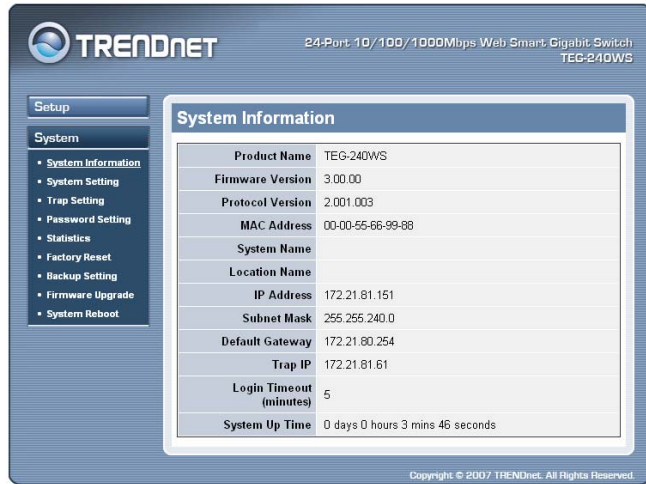 TRENDNET
24-Port 10/100/1000Mbps Web Smart Gigabit Switch
TEG-240WS
Setup
System
System Information
System Setting
Trap Setting
Password Setting
Statistics
Factory Reset
Backup Setting
Firmware Upgrade
System Reboot
System Information
Product Name TEG-240WS
Firmware Version 3.00.00
Protocol Version 2.001.003
MAC Address 00-00-55-66-99-88
System Name
Location Name
IP Address 172.21.81.151
Subnet Mask 255.255.240.0
Default Gateway 172.21.80.254
Trap IP 172.21.81.61
Login Timeout
(minutes) 5
System Up Time 0 days 0 hours 3 mins 46 seconds
Copyright © 2007 TRENDnet. All Rights Reserved.